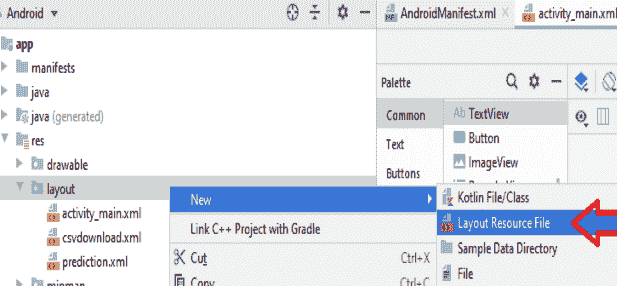 Android
AndroidManifest.xml
activity_main.xml
app
manifests
java
java (generated)
res
drawable
layout
activity_main.xml
csvdownload.xml
prediction.xml
Palette
Common
Text
Buttons
Ab TextView
Button
ImageView
New
Link C++ Project with Gradle
Cut Ctrl+X
Copy Ctrl+C
Kotlin File/Class
Layout Resource File
Sample Data Directory
File